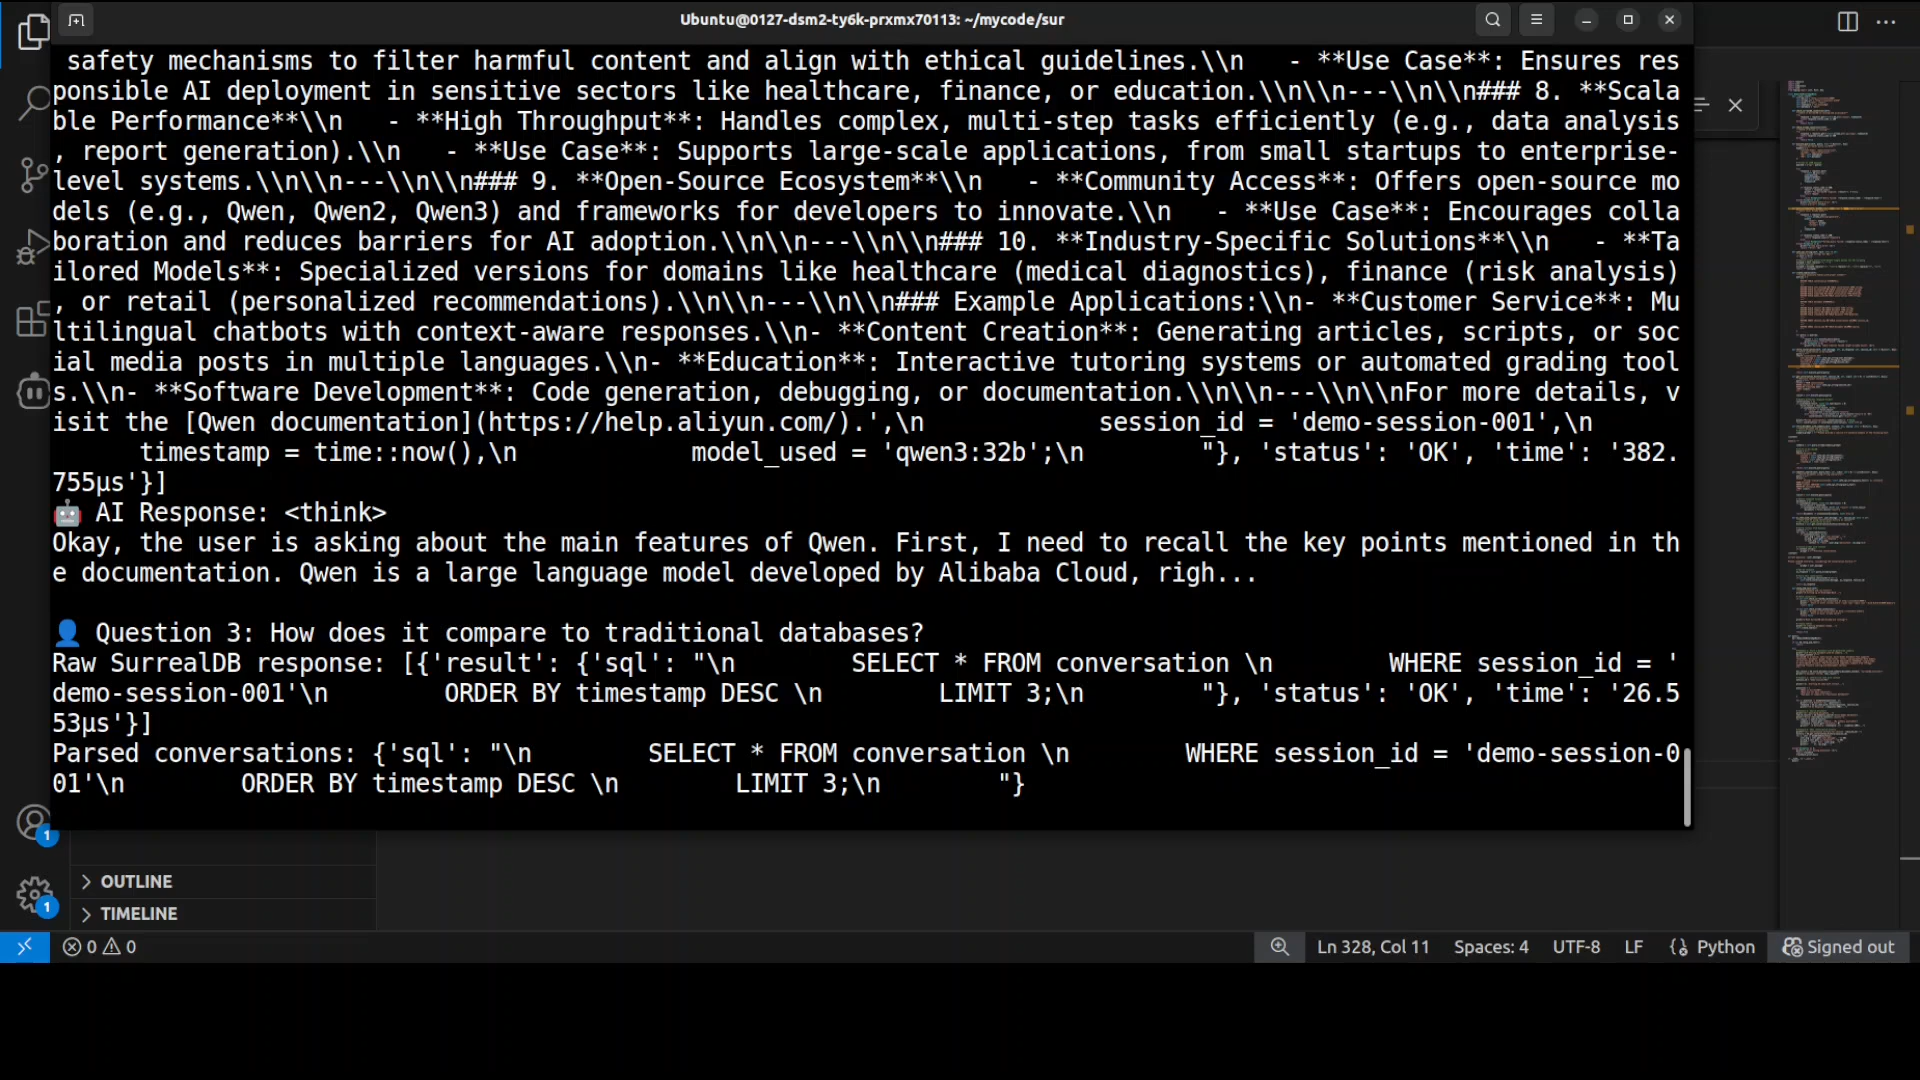 Ubuntu@0127-dsm2-ty6k-prxmx70113: ~/mycode/sur
safety mechanisms to filter harmful content and align with ethical guidelines.\\n   - **Use Case**: Ensures res
ponsible AI deployment in sensitive sectors like healthcare, finance, or education.\\n\\n---\\n\\n### 8. **Scala
ble Performance**\\n   - **High Throughput**: Handles complex, multi-step tasks efficiently (e.g., data analysis
, report generation).\\n   - **Use Case**: Supports large-scale applications, from small startups to enterprise-
level systems.\\n\\n---\\n\\n### 9. **Open-Source Ecosystem**\\n   - **Community Access**: Offers open-source mo
dels (e.g., Qwen, Qwen2, Qwen3) and frameworks for developers to innovate.\\n   - **Use Case**: Encourages colla
boration and reduces barriers for AI adoption.\\n\\n---\\n\\n### 10. **Industry-Specific Solutions**\\n   - **Ta
ilored Models**: Specialized versions for domains like healthcare (medical diagnostics), finance (risk analysis)
, or retail (personalized recommendations).\\n\\n---\\n\\n### Example Applications:\\n- **Customer Service**: Mu
ltilingual chatbots with context-aware responses.\\n- **Content Creation**: Generating articles, scripts, or soc
ial media posts in multiple languages.\\n- **Education**: Interactive tutoring systems or automated grading tool
s.\\n- **Software Development**: Code generation, debugging, or documentation.\\n\\n---\\n\\nFor more details, v
isit the [Qwen documentation](https://help.aliyun.com/).',\n            session_id = 'demo-session-001',\n
      timestamp = time::now(),\n            model_used = 'qwen3:32b';\n        "}, 'status': 'OK', 'time': '382.
755µs'}]
🤖 AI Response: <think>
Okay, the user is asking about the main features of Qwen. First, I need to recall the key points mentioned in th
e documentation. Qwen is a large language model developed by Alibaba Cloud, righ...
👤 Question 3: How does it compare to traditional databases?
Raw SurrealDB response: [{'result': {'sql': "\n        SELECT * FROM conversation \n        WHERE session_id = '
demo-session-001'\n        ORDER BY timestamp DESC \n        LIMIT 3;\n        "}, 'status': 'OK', 'time': '26.5
53µs'}]
Parsed conversations: {'sql': "\n        SELECT * FROM conversation \n        WHERE session_id = 'demo-session-0
01'\n        ORDER BY timestamp DESC \n        LIMIT 3;\n        "}
1
OUTLINE
1
TIMELINE
0 0 Ln 328, Col 11 Spaces: 4 UTF-8 LF Python Signed out